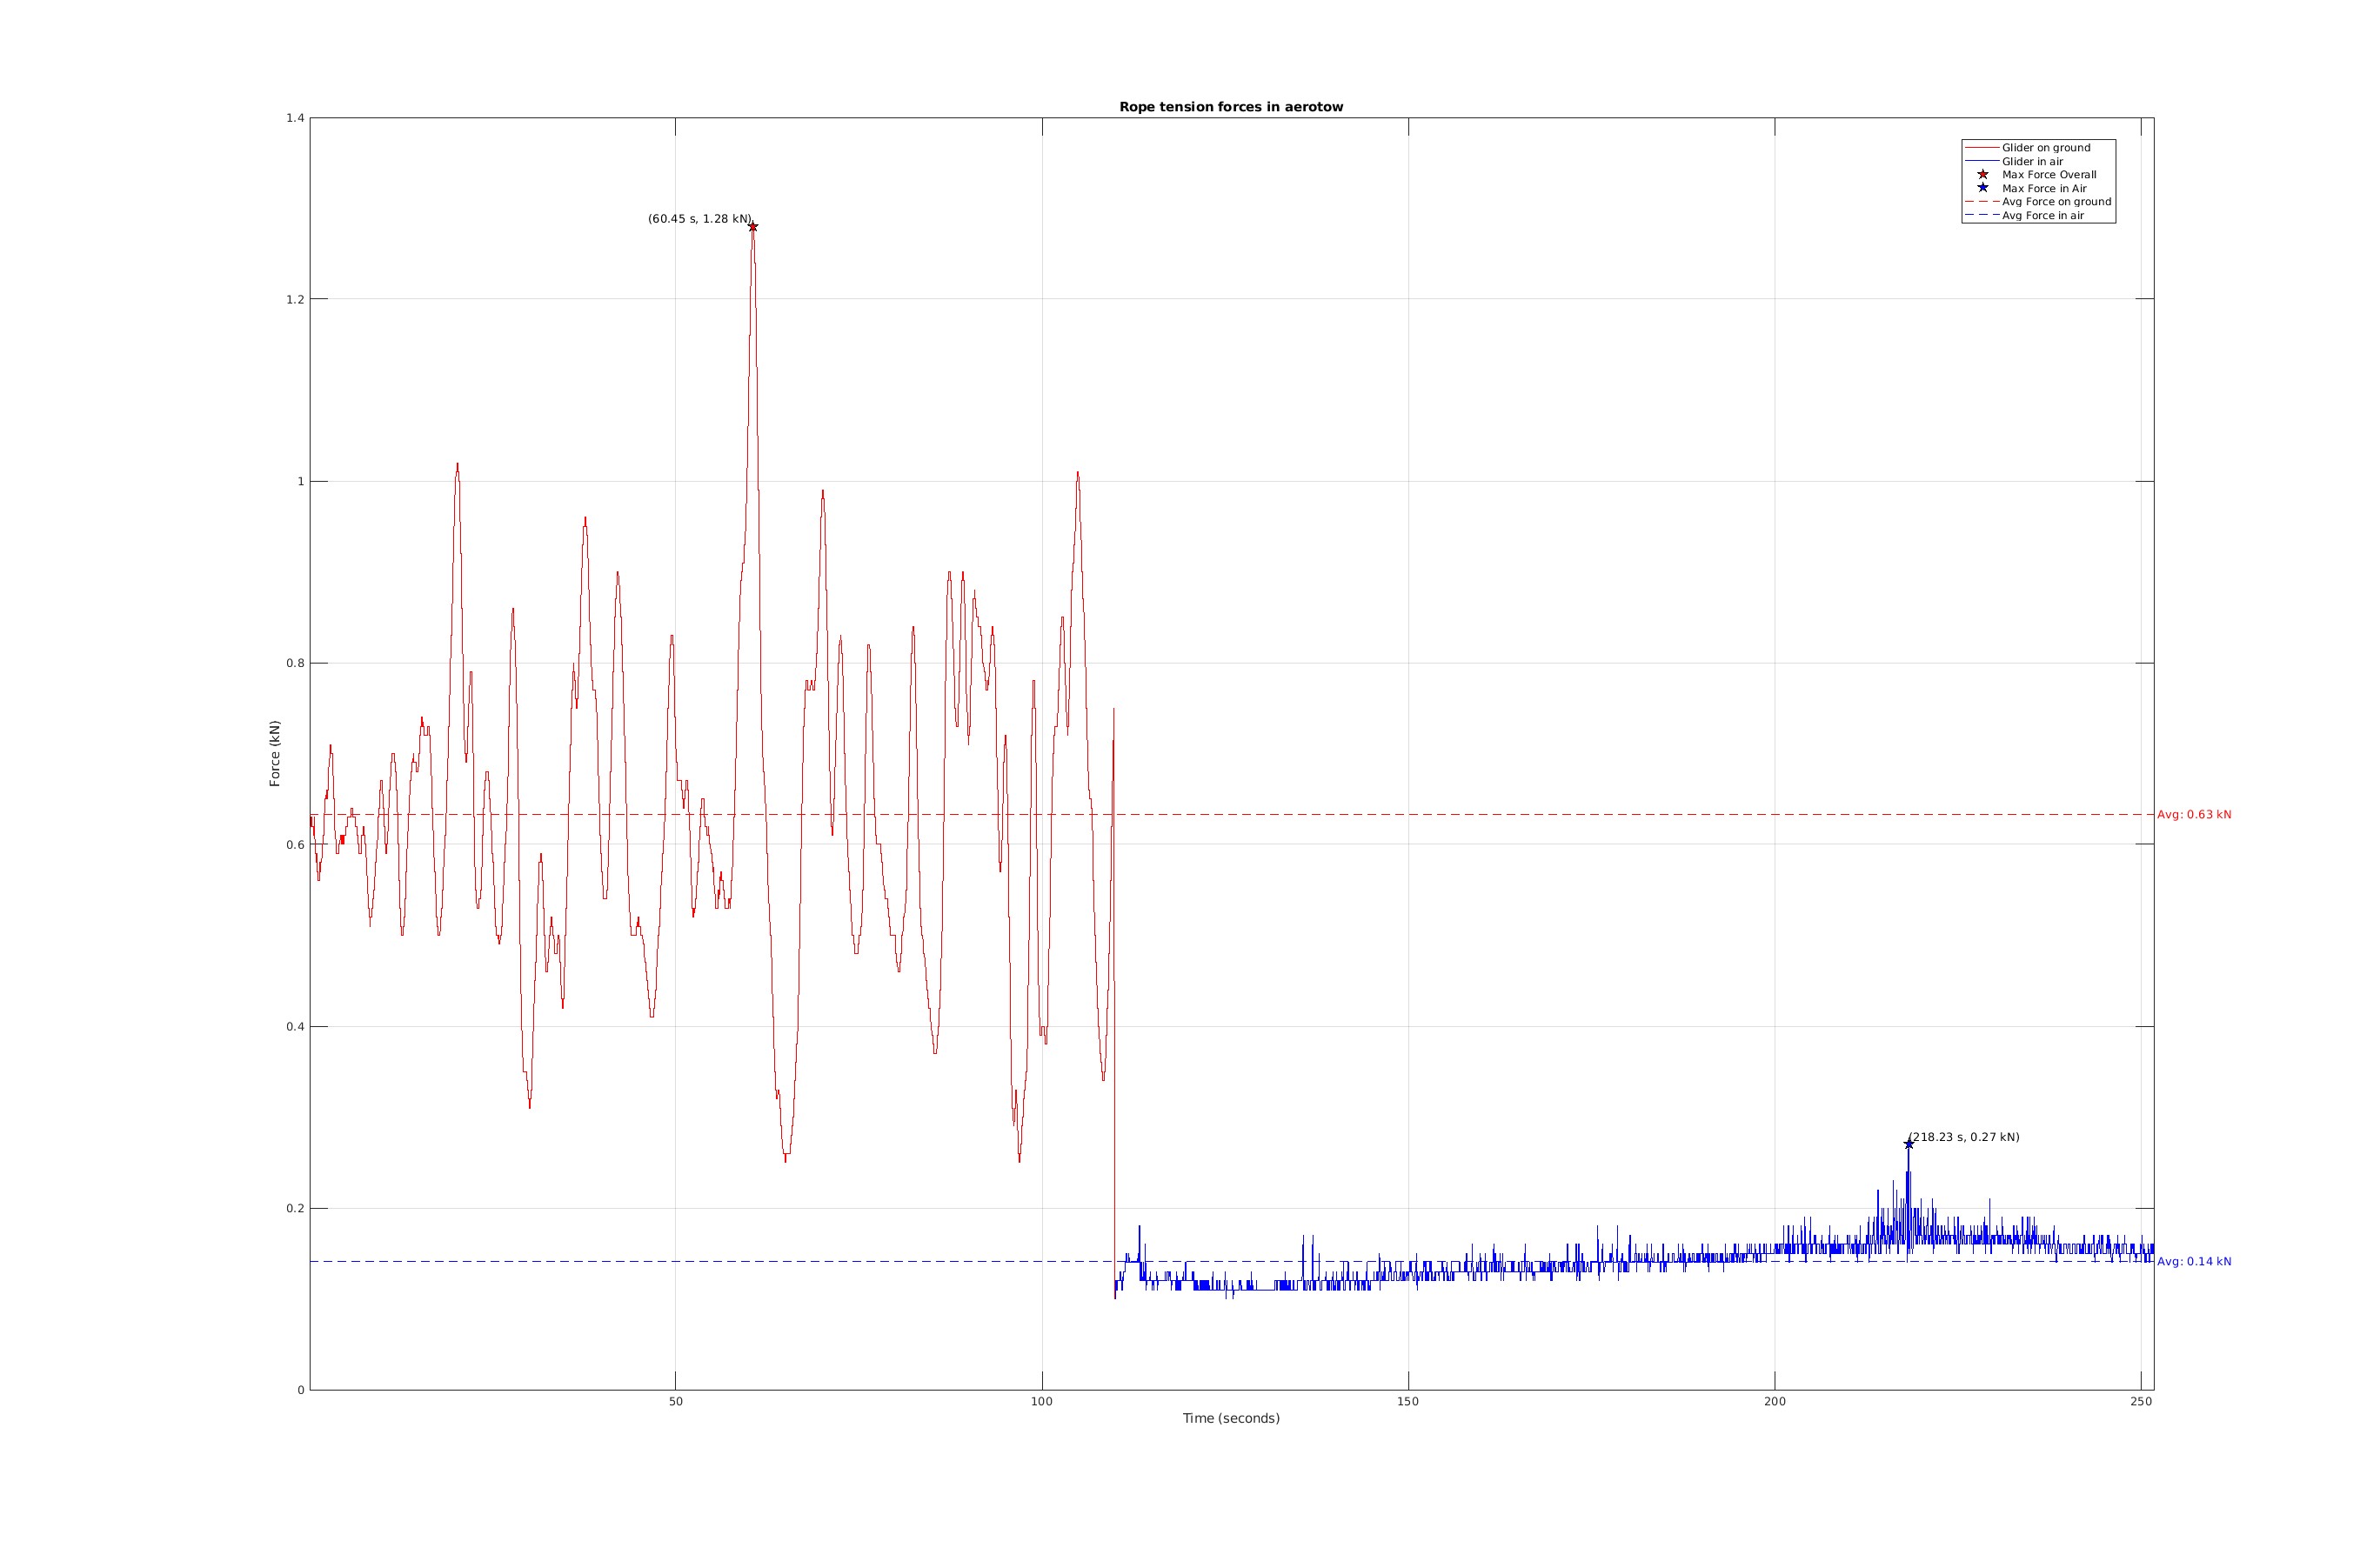 Rope tension forces in aerotow
1.4
1.2
1
0.8
0.6
0.4
0.2
0
Force (kN)
50
100
150
200
250
Time (seconds)
Glider on ground
Glider in air
Max Force Overall
Max Force in Air
Avg Force on ground
Avg Force in air
(60.45 s, 1.28 kN)
Avg: 0.63 kN
(218.23 s, 0.27 kN)
Avg: 0.14 kN